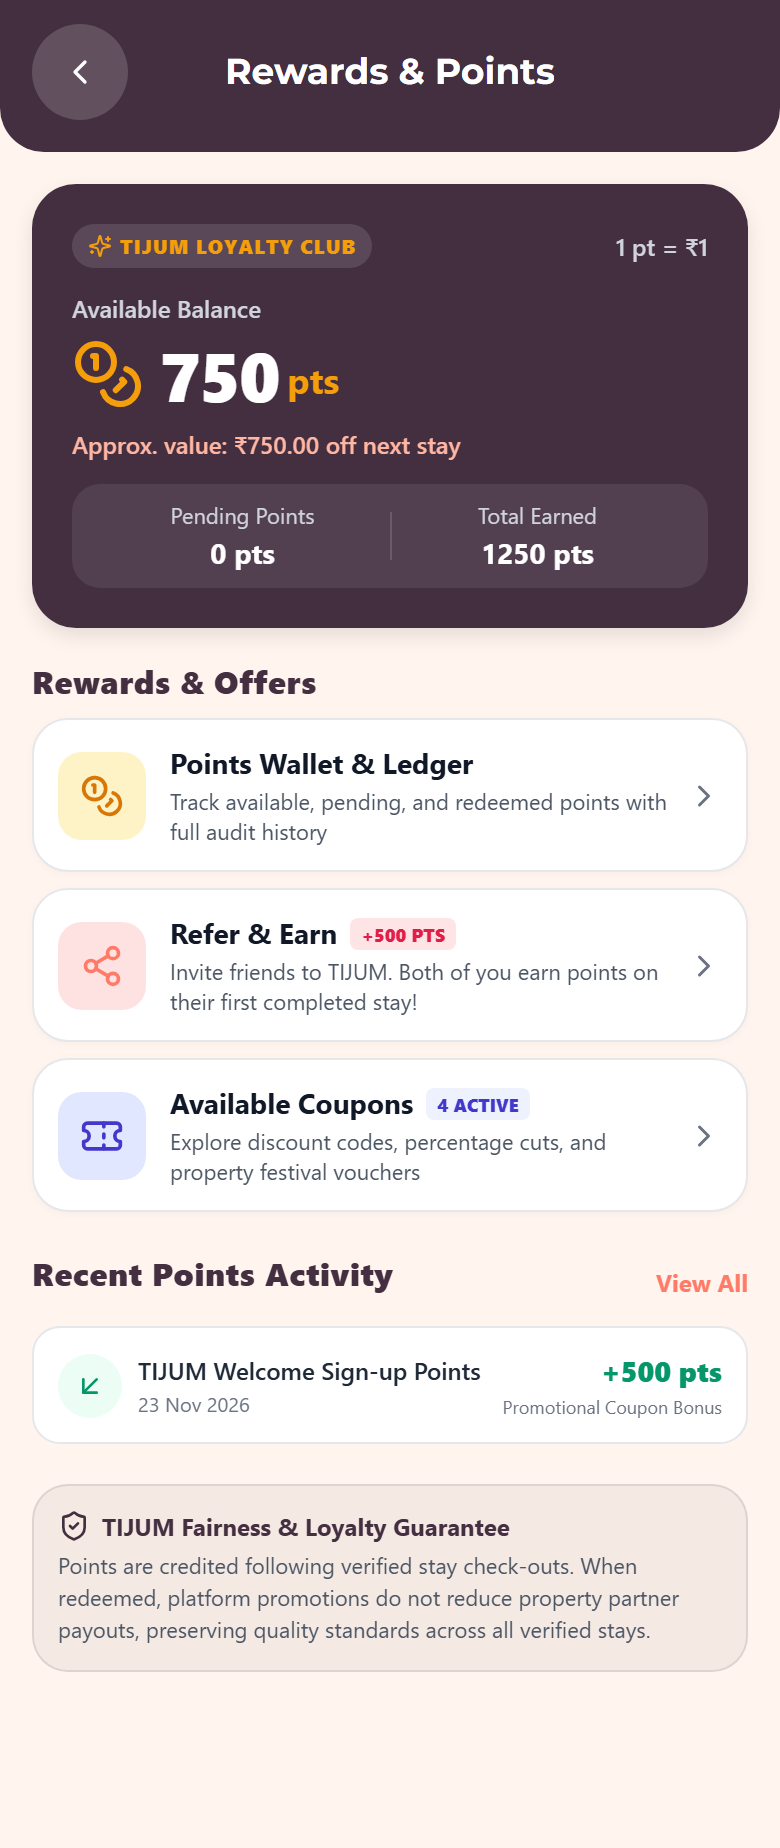 Rewards & Points
TIJUM LOYALTY CLUB
1 pt = ₹1
Available Balance
750 pts
Approx. value: ₹750.00 off next stay
Pending Points
0 pts
Total Earned
1250 pts
Rewards & Offers
Points Wallet & Ledger
Track available, pending, and redeemed points with
full audit history
Refer & Earn
+500 PTS
Invite friends to TIJUM. Both of you earn points on
their first completed stay!
Available Coupons
4 ACTIVE
Explore discount codes, percentage cuts, and
property festival vouchers
Recent Points Activity
View All
TIJUM Welcome Sign-up Points
+500 pts
23 Nov 2026
Promotional Coupon Bonus
TIJUM Fairness & Loyalty Guarantee
Points are credited following verified stay check-outs. When
redeemed, platform promotions do not reduce property partner
payouts, preserving quality standards across all verified stays.